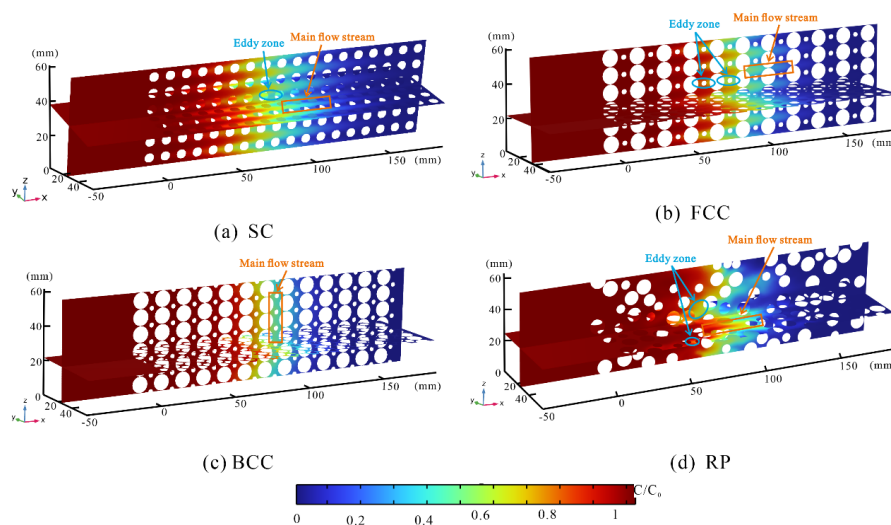 (mm)
Eddy zone
Main flow stream
60
40
20
0
20
40
-50
0
50
100
150
(mm)
z
y
x
(a) SC
(mm)
Eddy zone
Main flow stream
60
40
20
0
20
40
-50
0
50
100
150
(mm)
z
y
x
(b) FCC
(mm)
Main flow stream
60
40
20
0
20
40
-50
0
50
100
150
(mm)
z
y
x
(c) BCC
(mm)
Eddy zone
Main flow stream
60
40
20
0
20
40
-50
0
50
100
150
(mm)
z
y
x
(d) RP
C/C₀
0 0.2 0.4 0.6 0.8 1